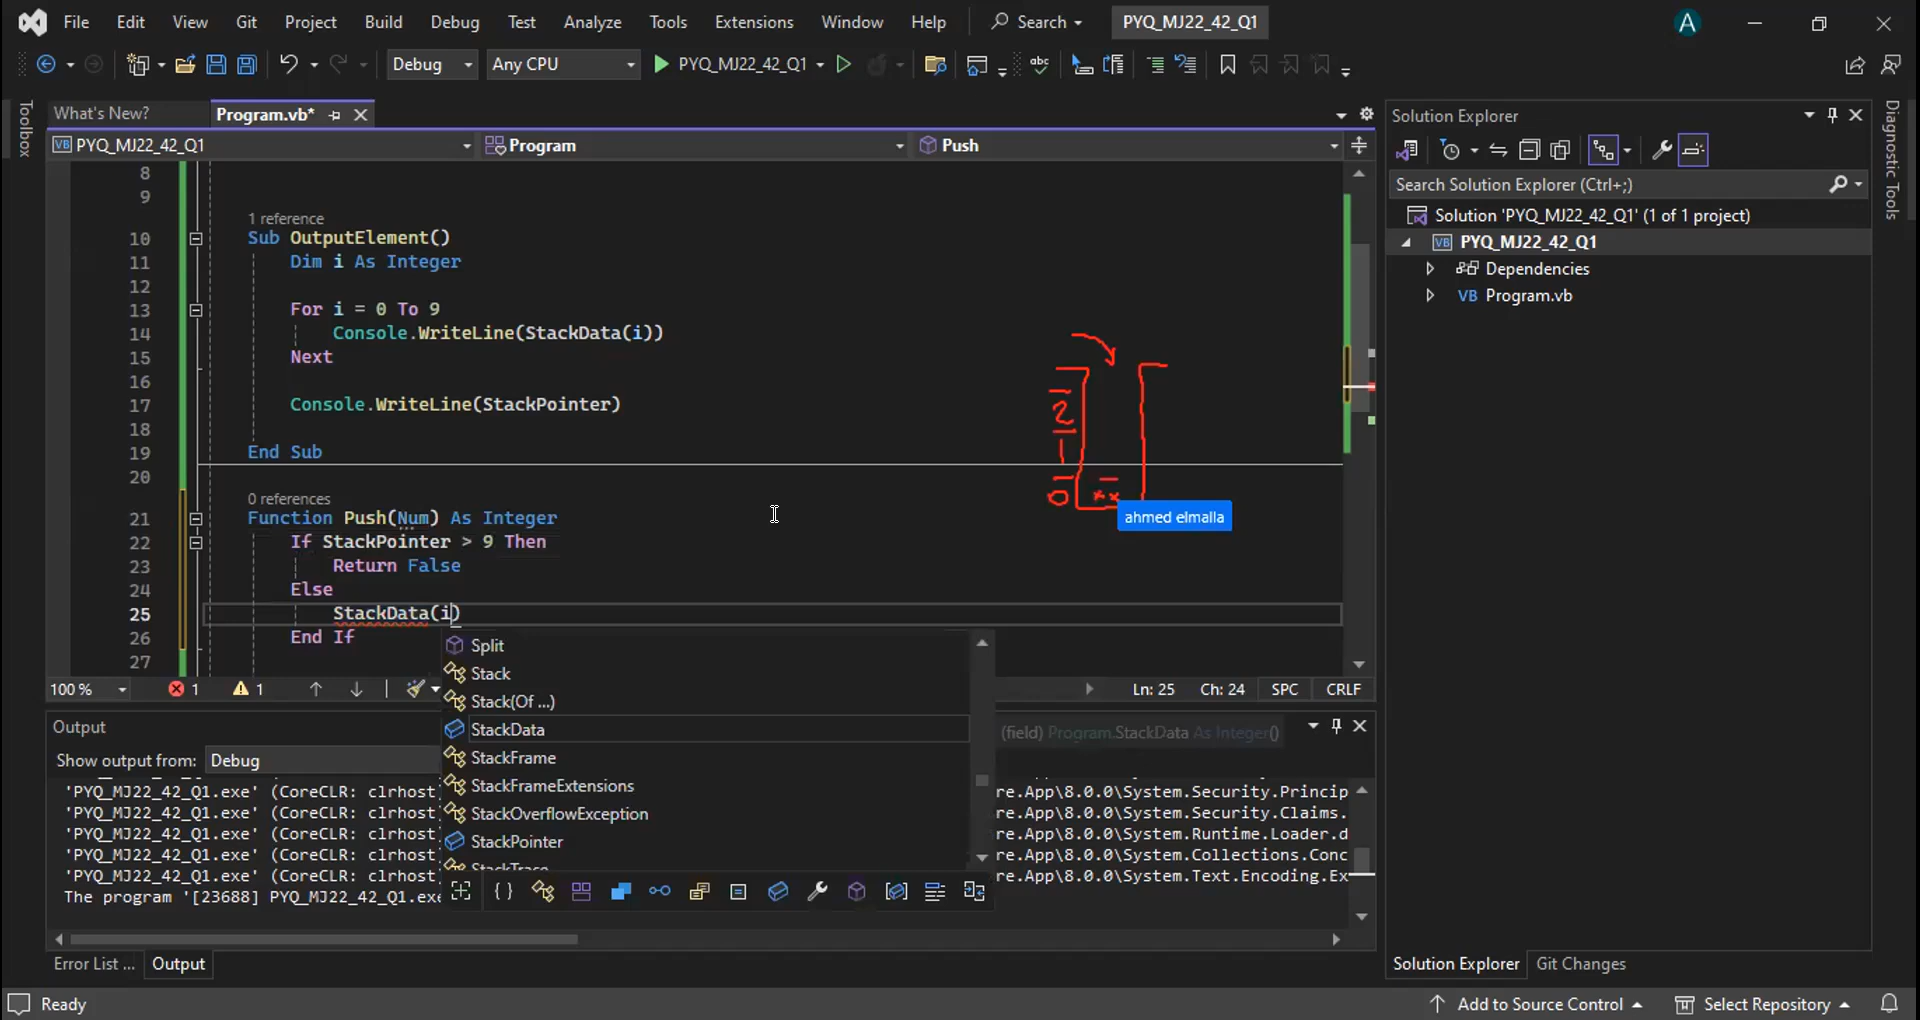 File Edit View Git Project Build Debug Test Analyze Tools Extensions Window Help Search PYQ_MJ22_42_Q1 A
Debug Any CPU PYQ_MJ22_42_Q1
Toolbox
What's New? Program.vb*
PYQ_MJ22_42_Q1 Program Push
8
9
1 reference
10 Sub OutputElement()
11 Dim i As Integer
12
13 For i = 0 To 9
14 Console.WriteLine(StackData(i))
15 Next
16
17 Console.WriteLine(StackPointer)
18
19 End Sub
20
0 references
21 Function Push(Num) As Integer
22 If StackPointer > 9 Then
23 Return False
24 Else
25 StackData(i)
26 End If
27
2
1
0
ahmed elmalla
Split
Stack
Stack(Of ...)
StackData
StackFrame
StackFrameExtensions
StackOverflowException
StackPointer
StackTrace
(field) Program.StackData As Integer()
100 % 1 1 Ln: 25 Ch: 24 SPC CRLF
Output
Show output from: Debug
'PYQ_MJ22_42_Q1.exe' (CoreCLR: clrhost re.App\8.0.0\System.Security.Princip
'PYQ_MJ22_42_Q1.exe' (CoreCLR: clrhost re.App\8.0.0\System.Security.Claims.
'PYQ_MJ22_42_Q1.exe' (CoreCLR: clrhost re.App\8.0.0\System.Runtime.Loader.d
'PYQ_MJ22_42_Q1.exe' (CoreCLR: clrhost re.App\8.0.0\System.Collections.Conc
'PYQ_MJ22_42_Q1.exe' (CoreCLR: clrhost re.App\8.0.0\System.Text.Encoding.Ex
The program '[23688] PYQ_MJ22_42_Q1.exe
Error List ... Output
Solution Explorer
Search Solution Explorer (Ctrl+;)
Solution 'PYQ_MJ22_42_Q1' (1 of 1 project)
PYQ_MJ22_42_Q1
Dependencies
VB Program.vb
Solution Explorer Git Changes
Diagnostic Tools
Ready Add to Source Control Select Repository